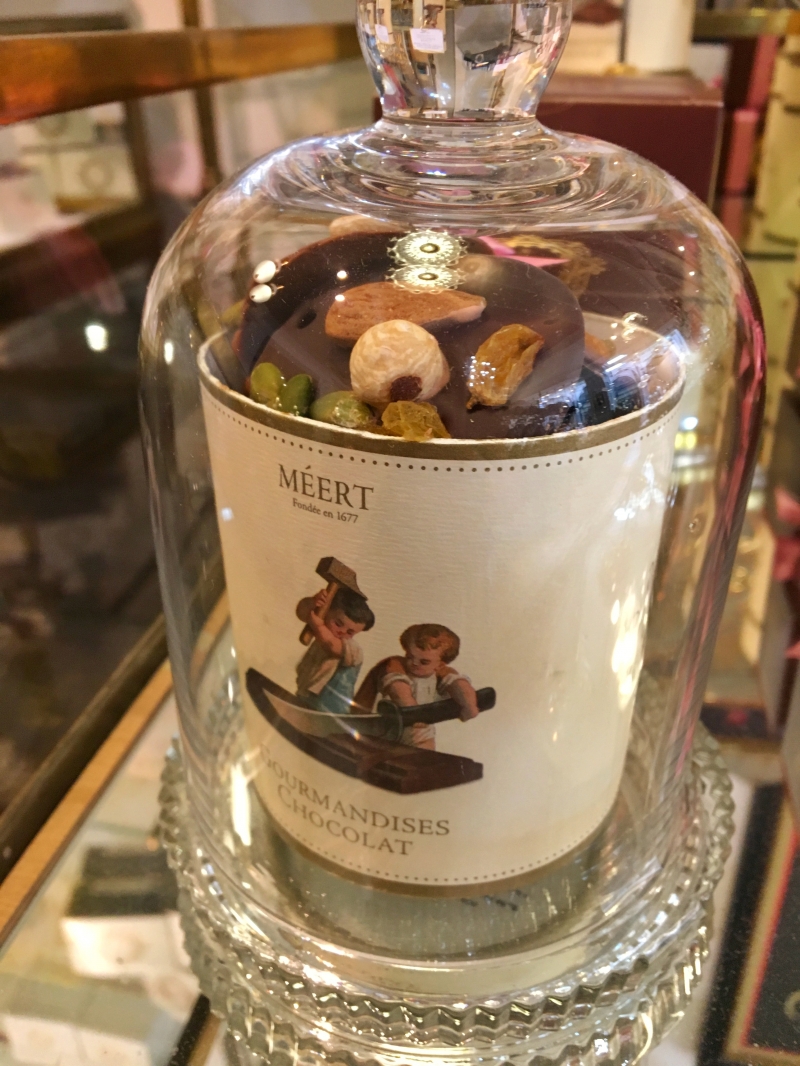 MÉERT
Fondée en 1677
GOURMANDISES
CHOCOLAT